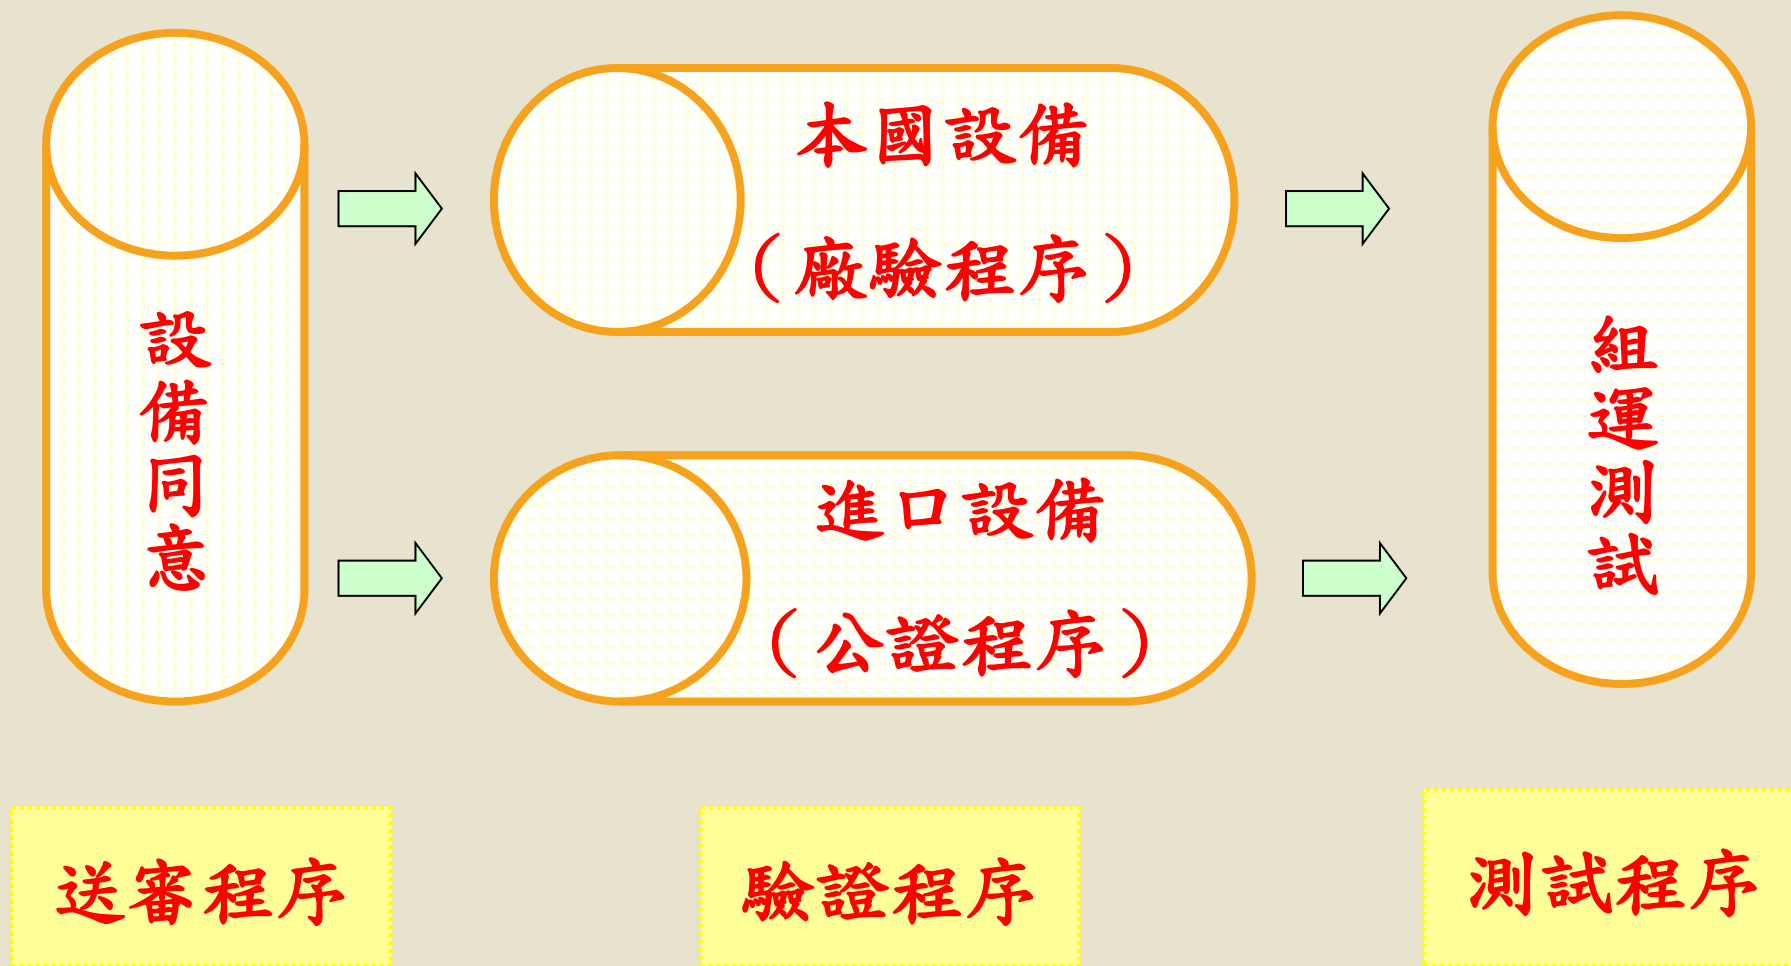 設備同意
本國設備
（廠驗程序）
進口設備
（公證程序）
組運測試
送審程序
驗證程序
測試程序